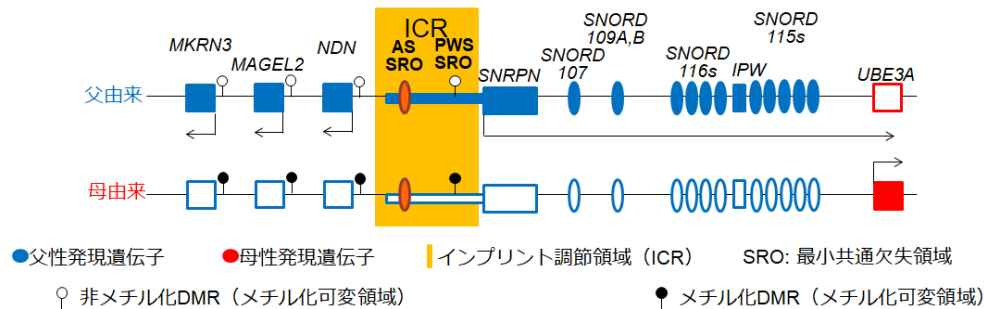 ICR
MKRN3
MAGEL2
NDN
AS
SRO
PWS
SRO
SNRPN
SNORD
107
SNORD
109A,B
SNORD
116s
IPW
SNORD
115s
UBE3A
父由来
母由来
父性発現遺伝子
母性発現遺伝子
インプリント調節領域（ICR）
SRO: 最小共通欠失領域
非メチル化DMR（メチル化可変領域）
メチル化DMR（メチル化可変領域）